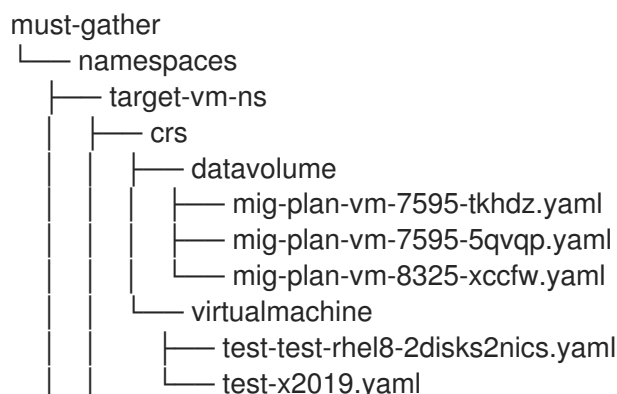 must-gather
└── namespaces
    ├── target-vm-ns
    │   ├── crs
    │   │   ├── datavolume
    │   │   │   ├── mig-plan-vm-7595-tkhdz.yaml
    │   │   │   ├── mig-plan-vm-7595-5qvqp.yaml
    │   │   │   └── mig-plan-vm-8325-xccfw.yaml
    │   │   └── virtualmachine
    │   │       ├── test-test-rhel8-2disks2nics.yaml
    │   │       └── test-x2019.yaml